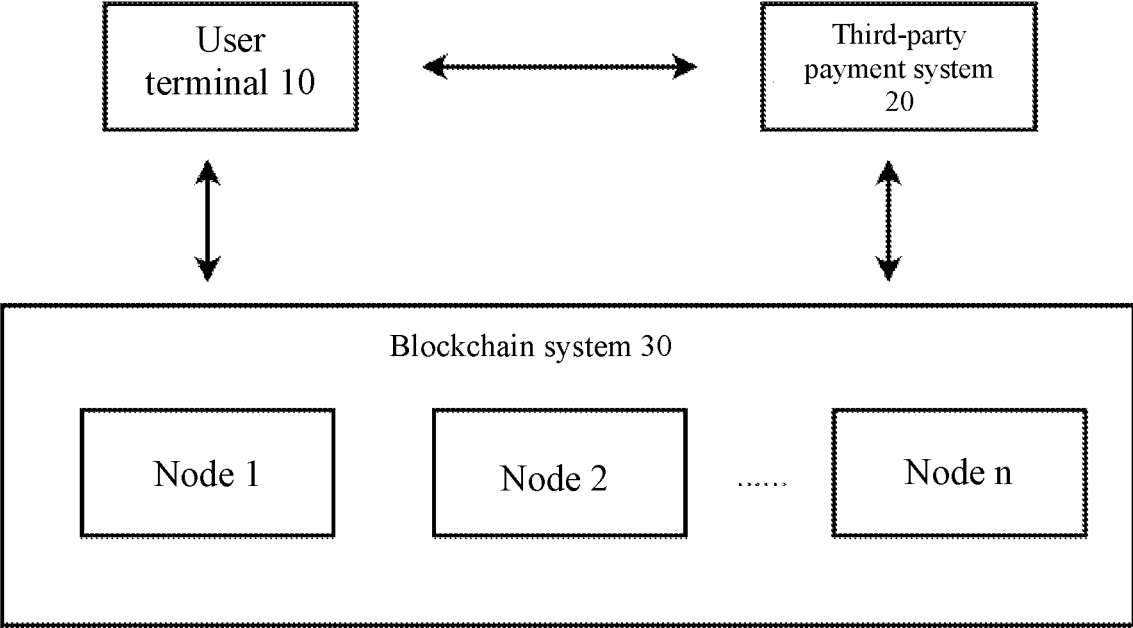 User
terminal 10
Third-party
payment system
20
Blockchain system 30
Node 1
Node 2
......
Node n